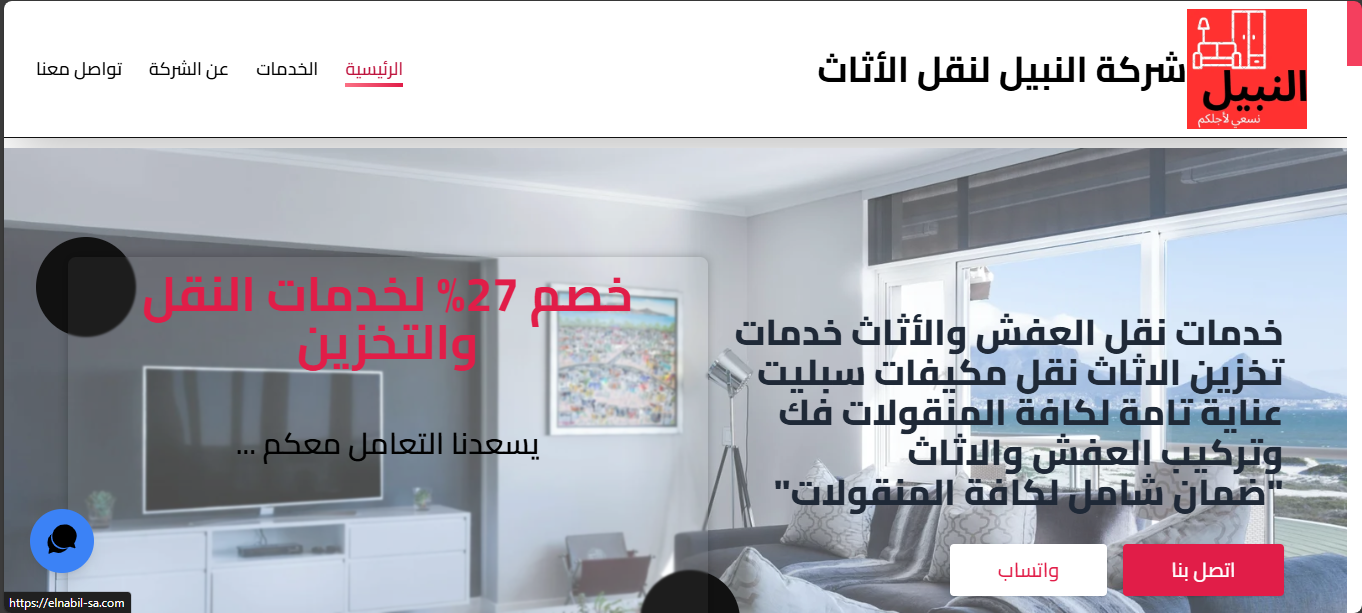 النبيل
نسعي لأجلكم
شركة النبيل لنقل الأثاث
الرئيسية
الخدمات
عن الشركة
تواصل معنا
خدمات نقل العفش والأثاث خدمات
تخزين الاثاث نقل مكيفات سبليت
عناية تامة لكافة المنقولات فك
وتركيب العفش والاثاث
"ضمان شامل لكافة المنقولات"
اتصل بنا
واتساب
خصم 27% لخدمات النقل
والتخزين
يسعدنا التعامل معكم ...
https://elnabil-sa.com